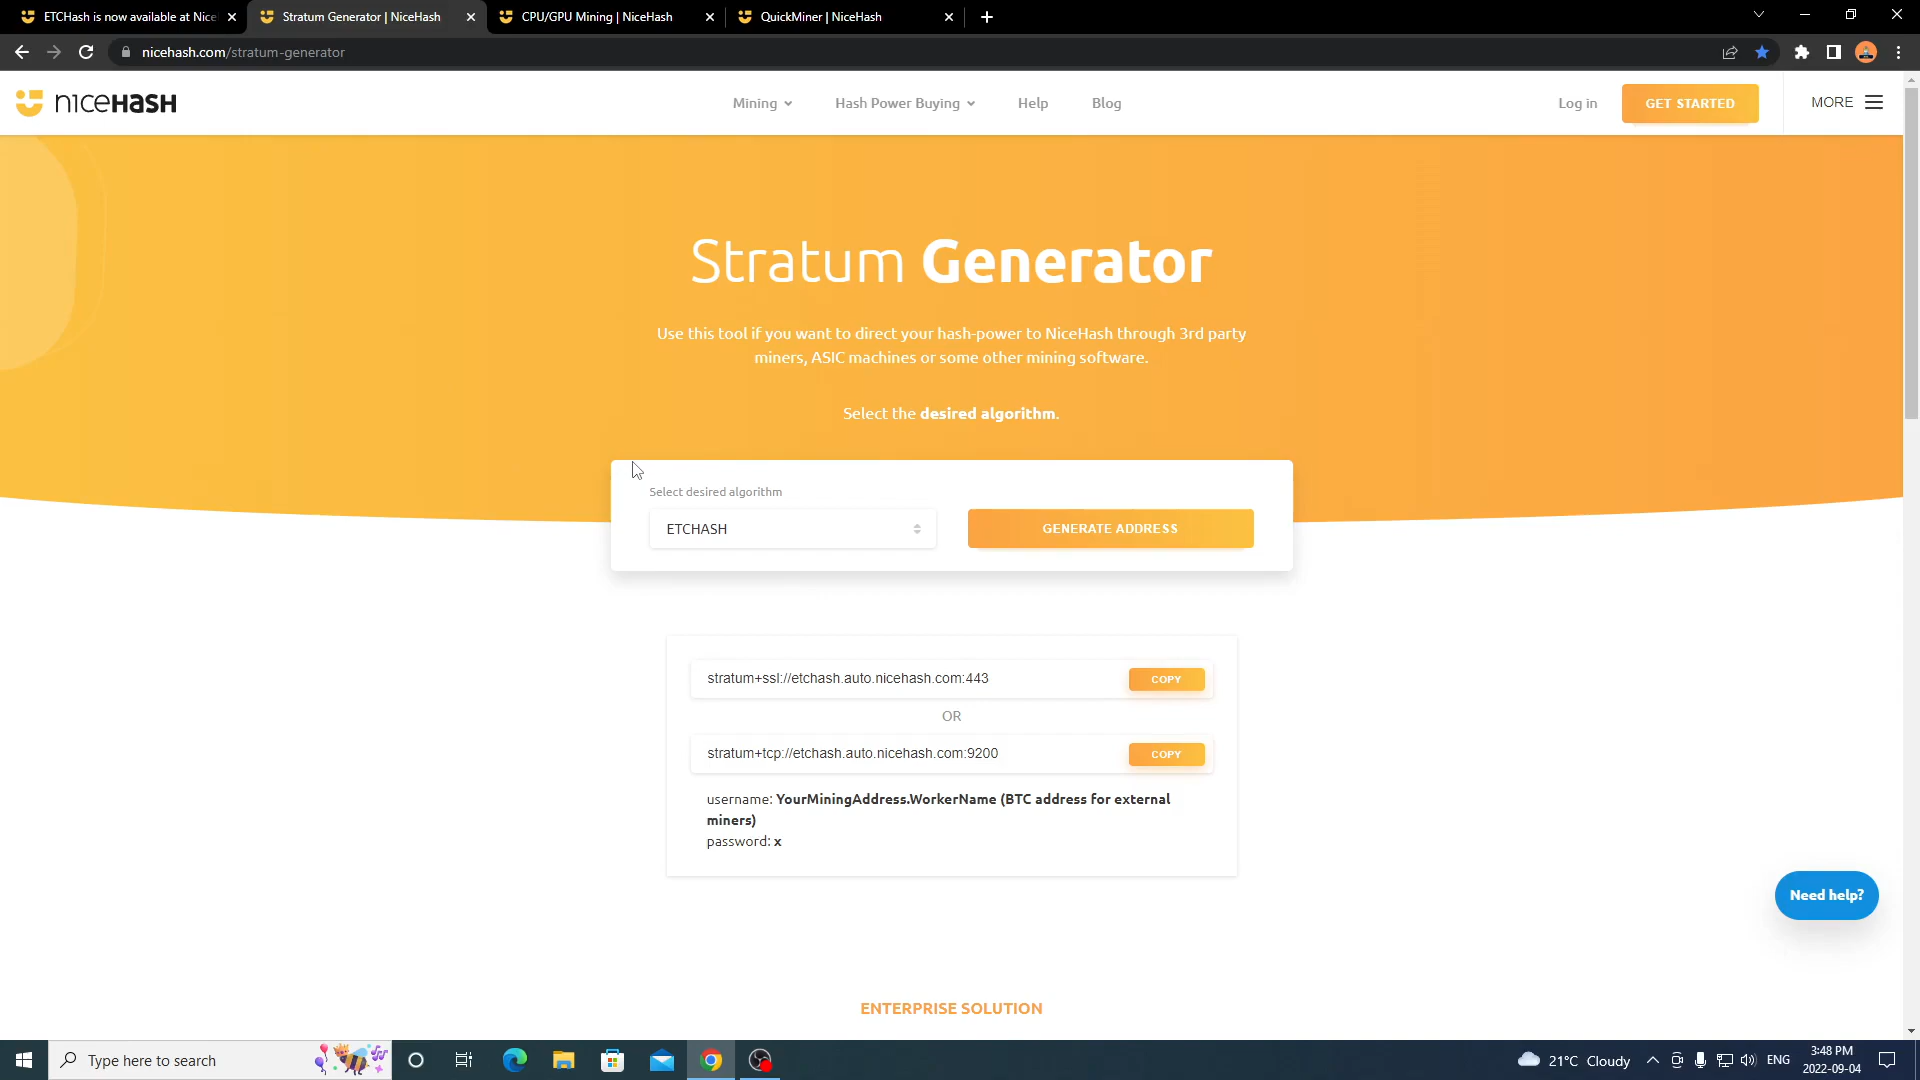 ETCHash is now available at Nice
Stratum Generator | NiceHash
CPU/GPU Mining | NiceHash
QuickMiner | NiceHash
nicehash.com/stratum-generator
niceHASH
Mining
Hash Power Buying
Help
Blog
Log in
GET STARTED
MORE
Stratum Generator
Use this tool if you want to direct your hash-power to NiceHash through 3rd party
miners, ASIC machines or some other mining software.
Select the desired algorithm.
Select desired algorithm
ETCHASH
GENERATE ADDRESS
stratum+ssl://etchash.auto.nicehash.com:443
COPY
OR
stratum+tcp://etchash.auto.nicehash.com:9200
COPY
username: YourMiningAddress.WorkerName (BTC address for external
miners)
password: x
Need help?
ENTERPRISE SOLUTION
Type here to search
21°C Cloudy
ENG
3:48 PM
2022-09-04